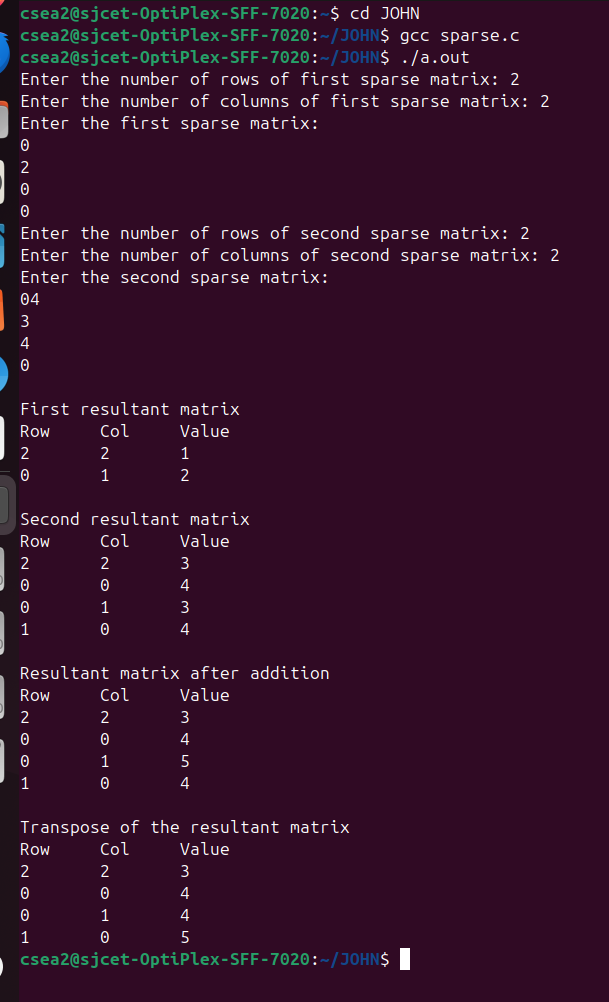 csea2@sjcet-OptiPlex-SFF-7020:~$ cd JOHN
csea2@sjcet-OptiPlex-SFF-7020:~/JOHN$ gcc sparse.c
csea2@sjcet-OptiPlex-SFF-7020:~/JOHN$ ./a.out
Enter the number of rows of first sparse matrix: 2
Enter the number of columns of first sparse matrix: 2
Enter the first sparse matrix:
0
2
0
0
Enter the number of rows of second sparse matrix: 2
Enter the number of columns of second sparse matrix: 2
Enter the second sparse matrix:
04
3
4
0

First resultant matrix
Row	Col	Value
2	2	1
0	1	2

Second resultant matrix
Row	Col	Value
2	2	3
0	0	4
0	1	3
1	0	4

Resultant matrix after addition
Row	Col	Value
2	2	3
0	0	4
0	1	5
1	0	4

Transpose of the resultant matrix
Row	Col	Value
2	2	3
0	0	4
0	1	4
1	0	5
csea2@sjcet-OptiPlex-SFF-7020:~/JOHN$